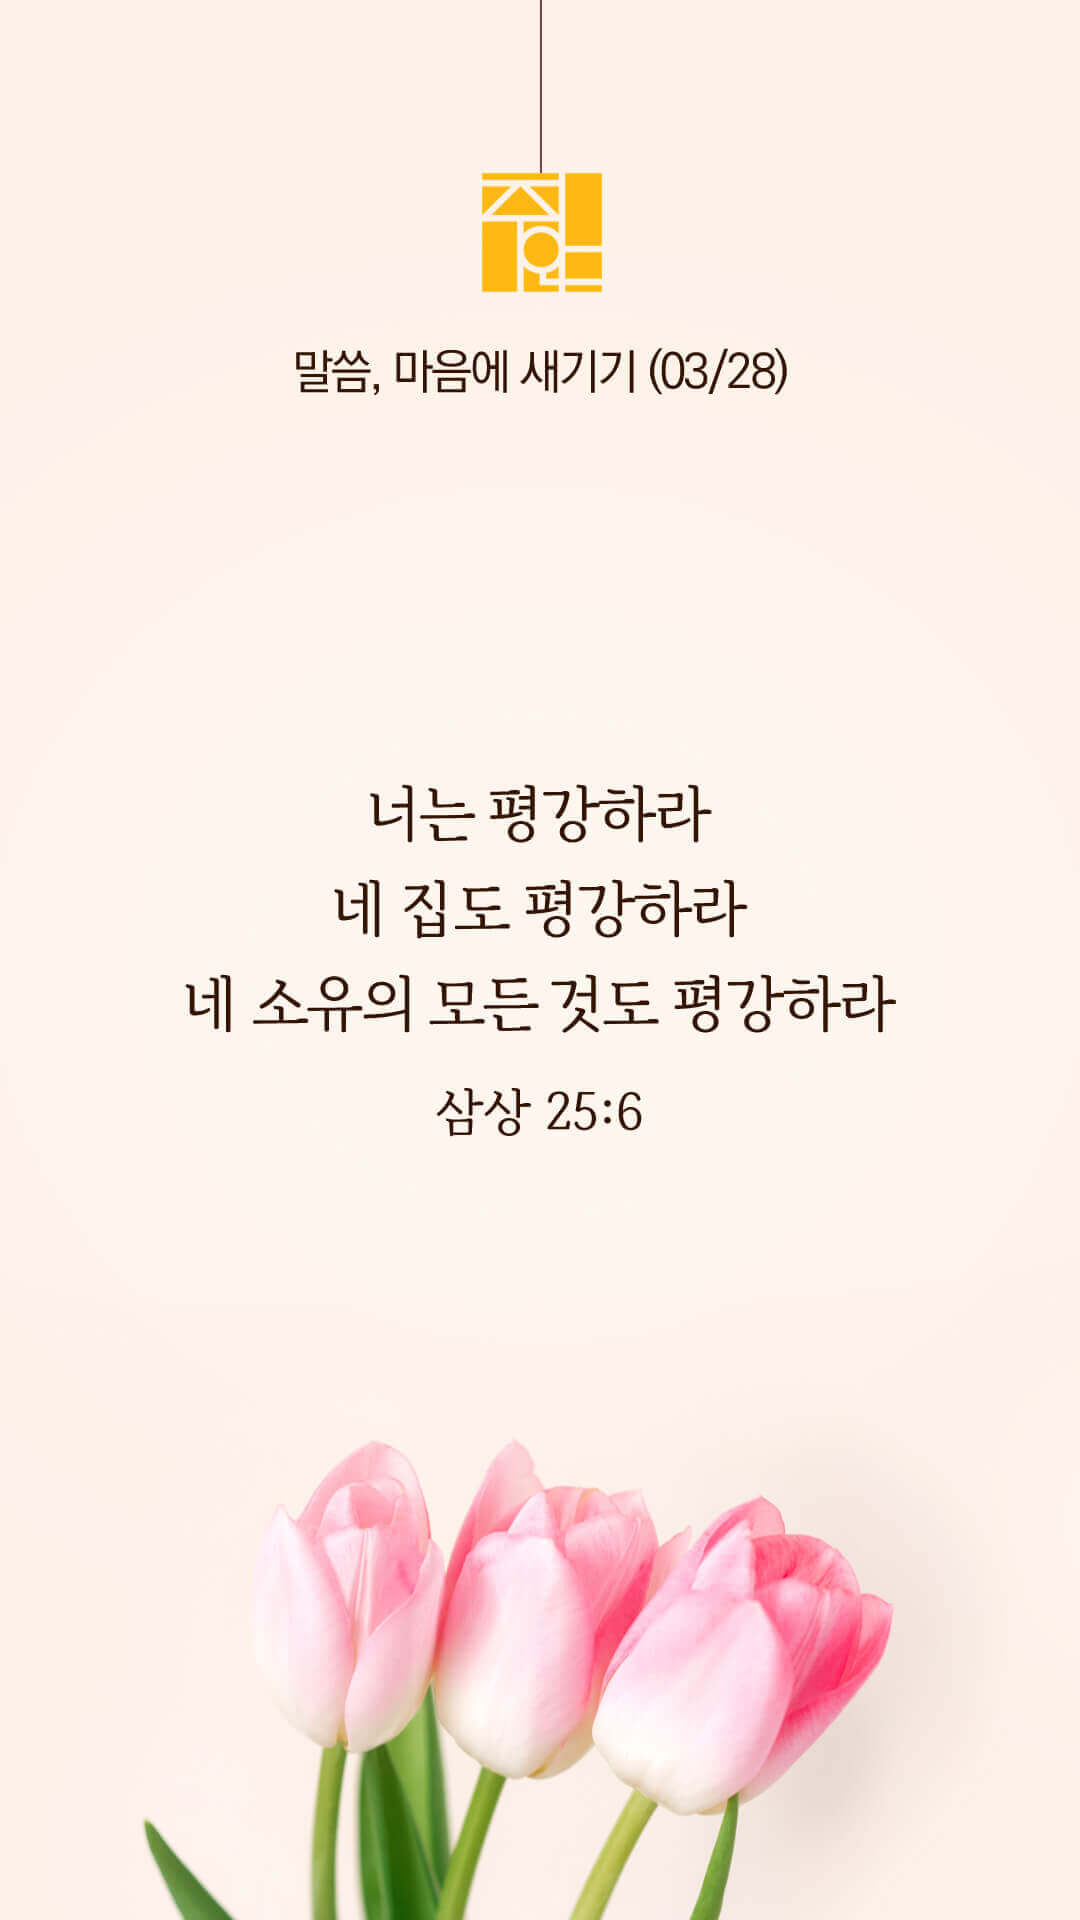 말씀, 마음에 새기기 (03/28)
너는 평강하라
네 집도 평강하라
네 소유의 모든 것도 평강하라
삼상 25:6